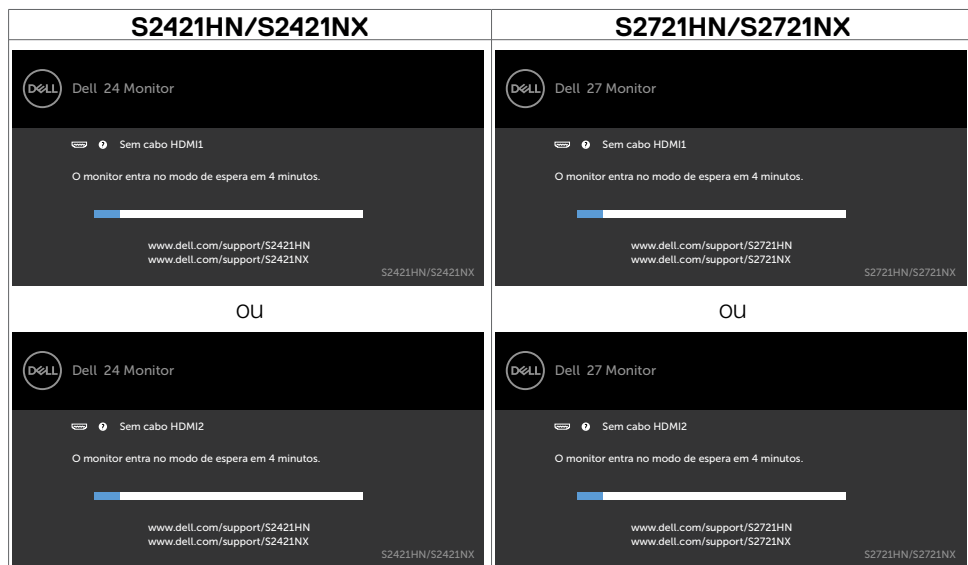 S2421HN/S2421NX
S2721HN/S2721NX
DELL
Dell 24 Monitor
Sem cabo HDMI1
O monitor entra no modo de espera em 4 minutos.
www.dell.com/support/S2421HN
www.dell.com/support/S2421NX
S2421HN/S2421NX
DELL
Dell 27 Monitor
Sem cabo HDMI1
O monitor entra no modo de espera em 4 minutos.
www.dell.com/support/S2721HN
www.dell.com/support/S2721NX
S2721HN/S2721NX
ou
ou
DELL
Dell 24 Monitor
Sem cabo HDMI2
O monitor entra no modo de espera em 4 minutos.
www.dell.com/support/S2421HN
www.dell.com/support/S2421NX
S2421HN/S2421NX
DELL
Dell 27 Monitor
Sem cabo HDMI2
O monitor entra no modo de espera em 4 minutos.
www.dell.com/support/S2721HN
www.dell.com/support/S2721NX
S2721HN/S2721NX